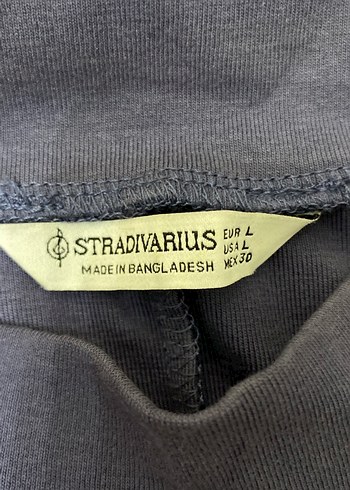 STRADIVARIUS
MADE IN BANGLADESH
EUR L
USA L
MEX 30